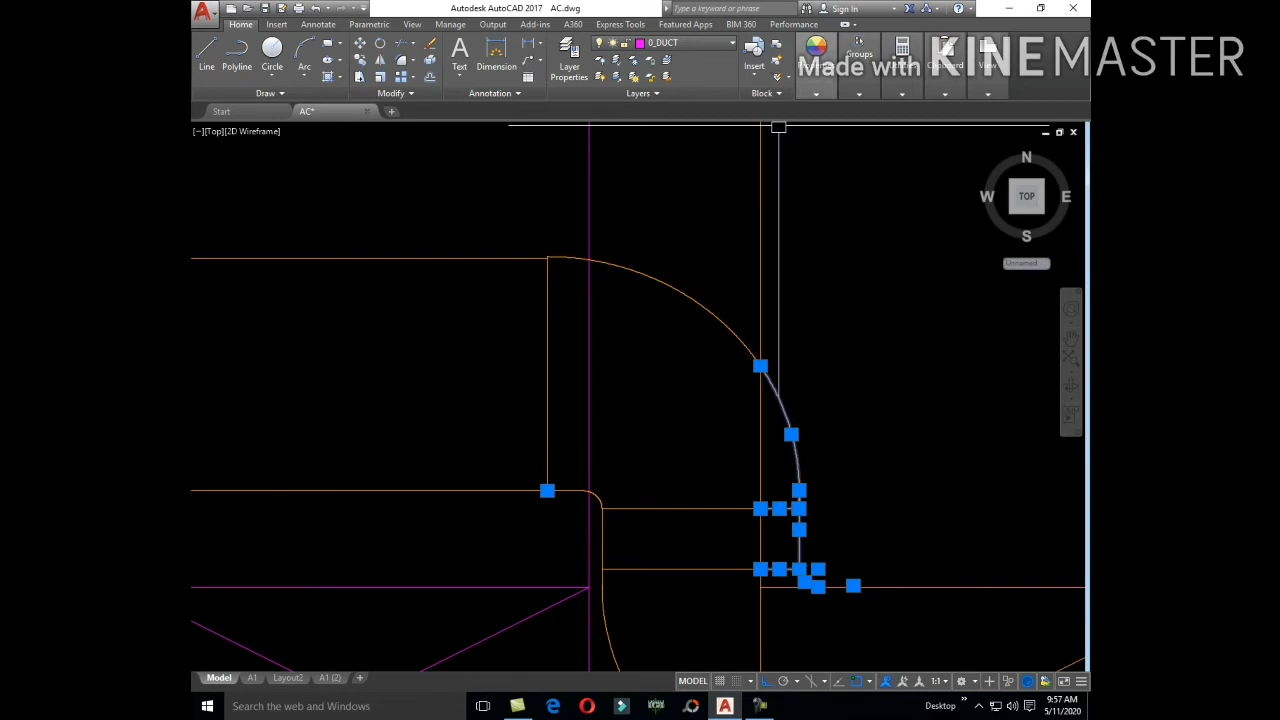 Autodesk AutoCAD 2017 AC.dwg
Type a keyword or phrase
Sign In
Home Insert Annotate Parametric View Manage Output Add-ins A360 Express Tools Featured Apps BIM 360 Performance
Line Polyline Circle Arc
Text Dimension
Layer
Properties
0_DUCT
Insert
Groups
Made with KINEMASTER
Draw Modify Annotation Layers Block
Start AC*
[−][Top][2D Wireframe]
N
W TOP E
S
Unnamed
Model A1 Layout2 A1 (2)
MODEL 1:1
Search the web and Windows
Desktop
9:57 AM
5/11/2020